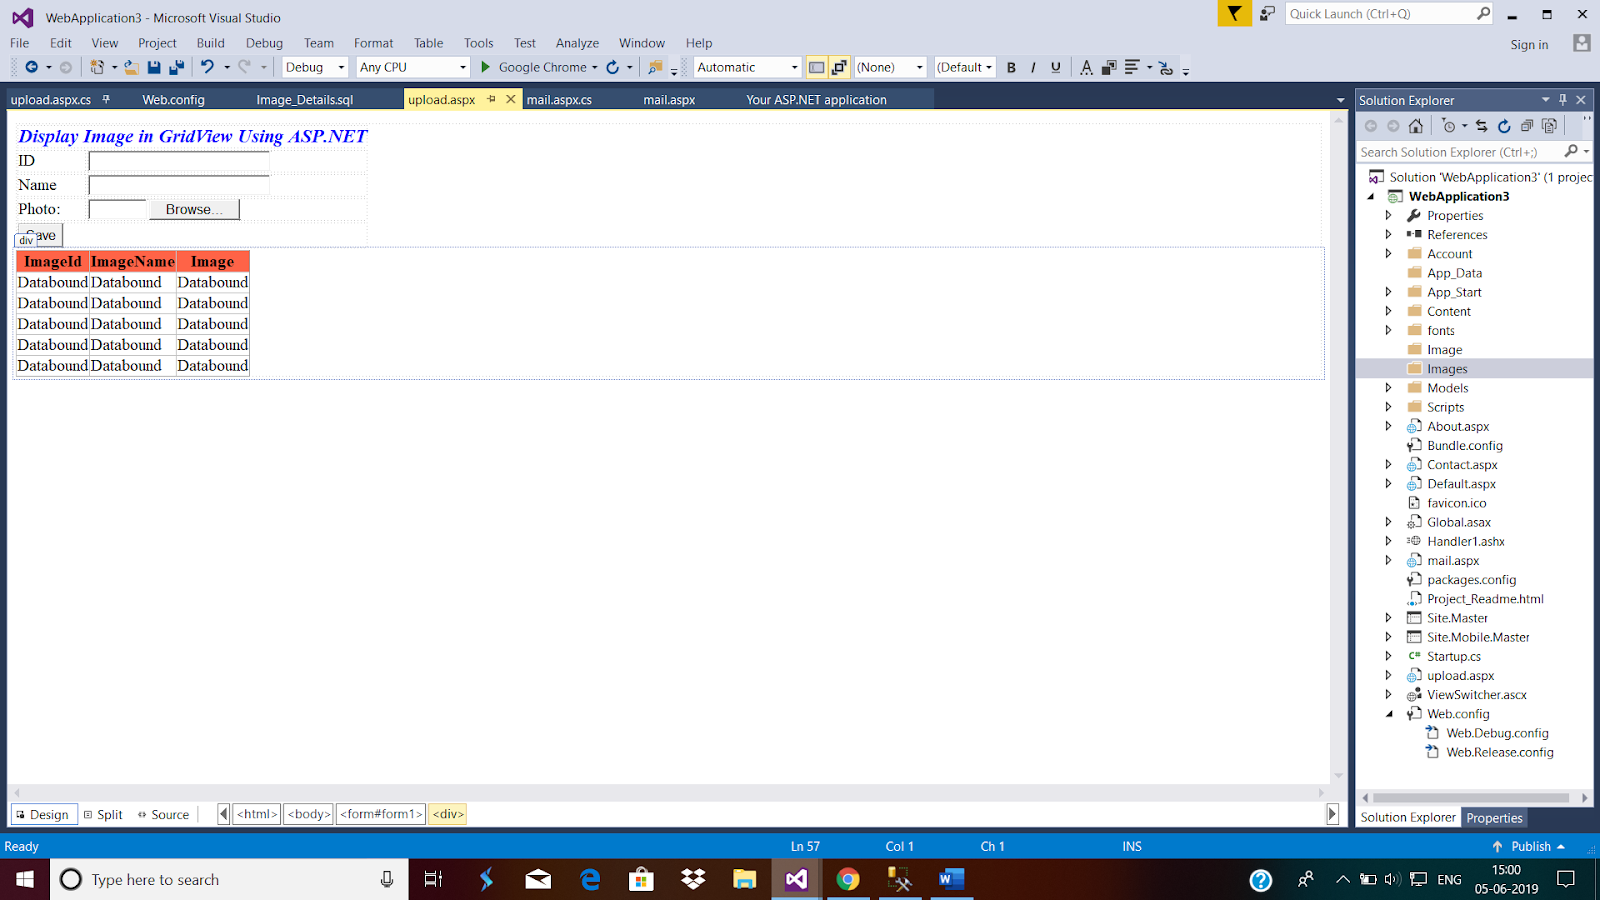 WebApplication3 - Microsoft Visual Studio
Quick Launch (Ctrl+Q)
File Edit View Project Build Debug Team Format Table Tools Test Analyze Window Help
Sign in
Debug Any CPU Google Chrome Automatic (None) (Default B I U A
upload.aspx.cs Web.config Image_Details.sql upload.aspx mail.aspx.cs mail.aspx Your ASP.NET application
Display Image in GridView Using ASP.NET
ID
Name
Photo: Browse...
ave
div
ImageId ImageName Image
Databound Databound Databound
Databound Databound Databound
Databound Databound Databound
Databound Databound Databound
Databound Databound Databound
Solution Explorer
Search Solution Explorer (Ctrl+;)
Solution 'WebApplication3' (1 projec
WebApplication3
Properties
References
Account
App_Data
App_Start
Content
fonts
Image
Images
Models
Scripts
About.aspx
Bundle.config
Contact.aspx
Default.aspx
favicon.ico
Global.asax
Handler1.ashx
mail.aspx
packages.config
Project_Readme.html
Site.Master
Site.Mobile.Master
C# Startup.cs
upload.aspx
ViewSwitcher.ascx
Web.config
Web.Debug.config
Web.Release.config
Design Split Source <html> <body> <form#form1> <div>
Solution Explorer Properties
Ready Ln 57 Col 1 Ch 1 INS Publish
Type here to search
ENG
15:00
05-06-2019